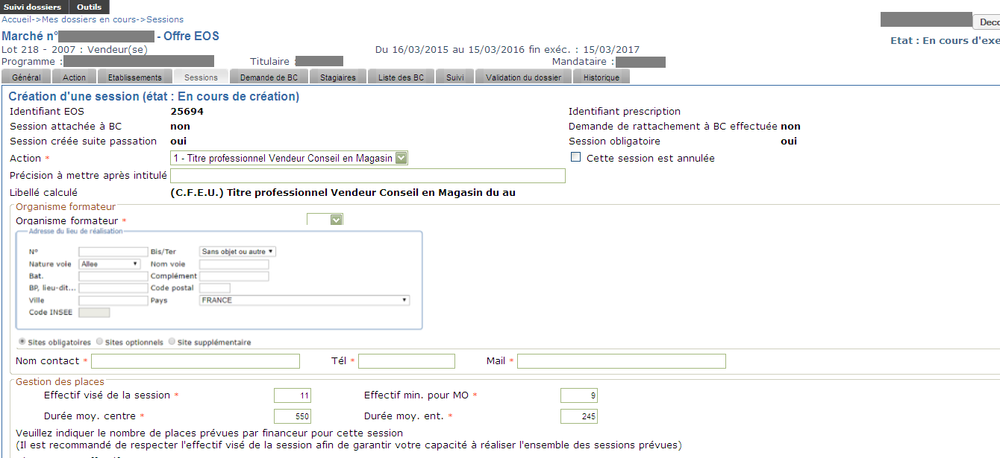 Suivi dossiers Outils
Accueil->Mes dossiers en cours->Sessions
Deco
Marché n° - Offre EOS
Etat : En cours d'exe
Lot 218 - 2007 : Vendeur(se) Du 16/03/2015 au 15/03/2016 fin exéc. : 15/03/2017
Programme : Titulaire : Mandataire :
Général Action Etablissements Sessions Demande de BC Stagiaires Liste des BC Suivi Validation du dossier Historique
Création d'une session (état : En cours de création)
Identifiant EOS 25694 Identifiant prescription
Session attachée à BC non Demande de rattachement à BC effectuée non
Session créée suite passation oui Session obligatoire oui
Action * 1 - Titre professionnel Vendeur Conseil en Magasin Cette session est annulée
Précision à mettre après intitulé
Libellé calculé (C.F.E.U.) Titre professionnel Vendeur Conseil en Magasin du au
Organisme formateur
Organisme formateur *
Adresse du lieu de réalisation
N° Bis/Ter Sans objet ou autre
Nature voie Allee Nom voie
Bat. Complément
BP, lieu-dit... Code postal
Ville Pays FRANCE
Code INSEE
Sites obligatoires Sites optionnels Site supplémentaire
Nom contact * Tél * Mail *
Gestion des places
Effectif visé de la session * 11 Effectif min. pour MO * 9
Durée moy. centre * 550 Durée moy. ent. * 245
Veuillez indiquer le nombre de places prévues par financeur pour cette session
(Il est recommandé de respecter l'effectif visé de la session afin de garantir votre capacité à réaliser l'ensemble des sessions prévues)